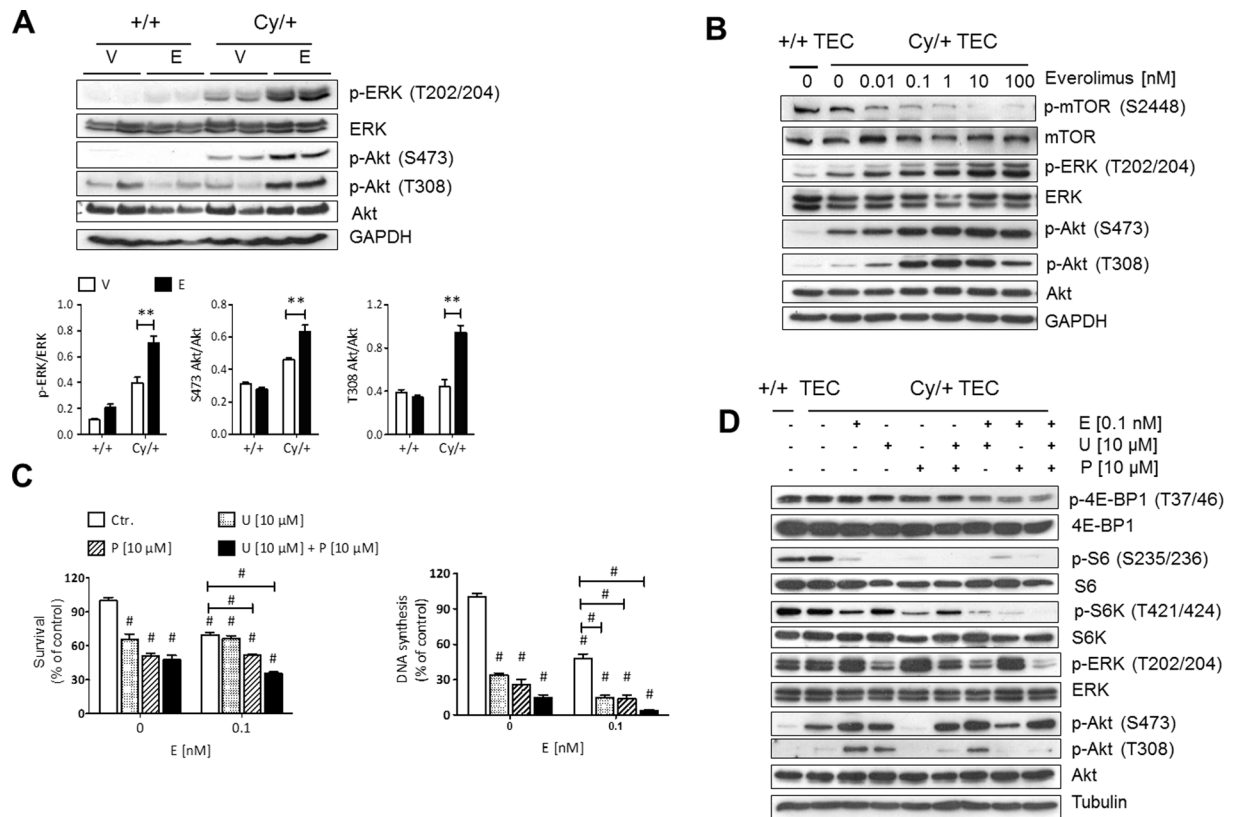 A
+/+ Cy/+
V E V E
p-ERK (T202/204)
ERK
p-Akt (S473)
p-Akt (T308)
Akt
GAPDH
V E
p-ERK/ERK
1.0
0.8
0.6
0.4
0.2
0.0
**
+/+ Cy/+
S473 Akt/Akt
0.8
0.6
0.4
0.2
0.0
**
+/+ Cy/+
T308 Akt/Akt
1.2
0.8
0.4
0.0
**
+/+ Cy/+
B
+/+ TEC Cy/+ TEC
0 0 0.01 0.1 1 10 100 Everolimus [nM]
p-mTOR (S2448)
mTOR
p-ERK (T202/204)
ERK
p-Akt (S473)
p-Akt (T308)
Akt
GAPDH
C
Ctr. U [10 µM]
P [10 µM] U [10 µM] + P [10 µM]
Survival
(% of control)
120
90
60
30
0
# # # # # # #
#
#
0 0.1
E [nM]
DNA synthesis
(% of control)
120
90
60
30
0
# # # # # # #
#
#
#
0 0.1
E [nM]
D
+/+ TEC Cy/+ TEC
- - + - - - + + + E [0.1 nM]
- - - + - + + - + U [10 µM]
- - - - + + - + + P [10 µM]
p-4E-BP1 (T37/46)
4E-BP1
p-S6 (S235/236)
S6
p-S6K (T421/424)
S6K
p-ERK (T202/204)
ERK
p-Akt (S473)
p-Akt (T308)
Akt
Tubulin